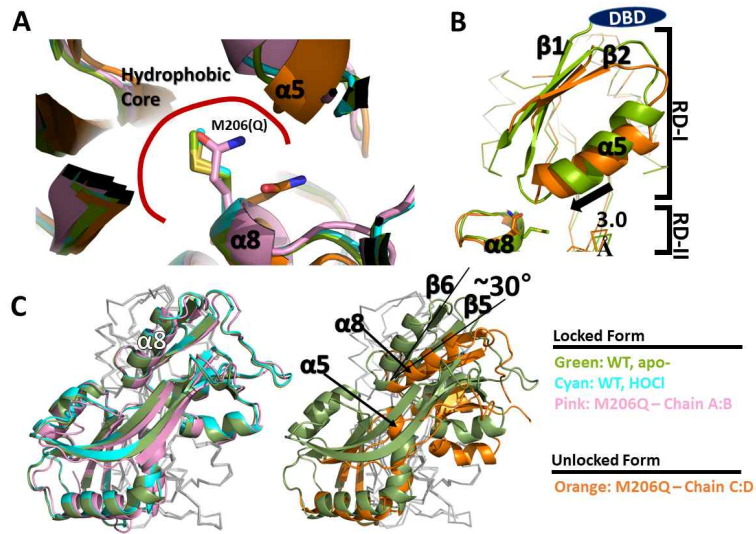 A
Hydrophobic
Core
α5
M206(Q)
α8
B
DBD
β1
β2
α5
RD-I
3.0
Å
α8
RD-II
C
α8
β6
~30°
β5
α8
α5
Locked Form
Green: WT, apo-
Cyan: WT, HOCl
Pink: M206Q – Chain A:B
Unlocked Form
Orange: M206Q – Chain C:D